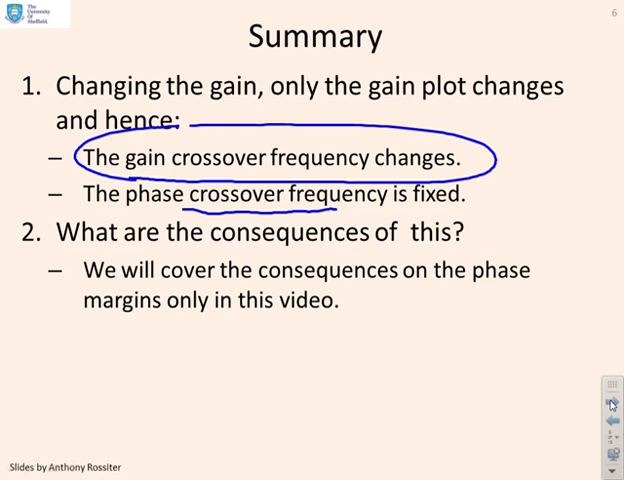 The
University
Of
Sheffield.
6
Summary
1. Changing the gain, only the gain plot changes
and hence:
– The gain crossover frequency changes.
– The phase crossover frequency is fixed.
2. What are the consequences of this?
– We will cover the consequences on the phase
margins only in this video.
Slides by Anthony Rossiter